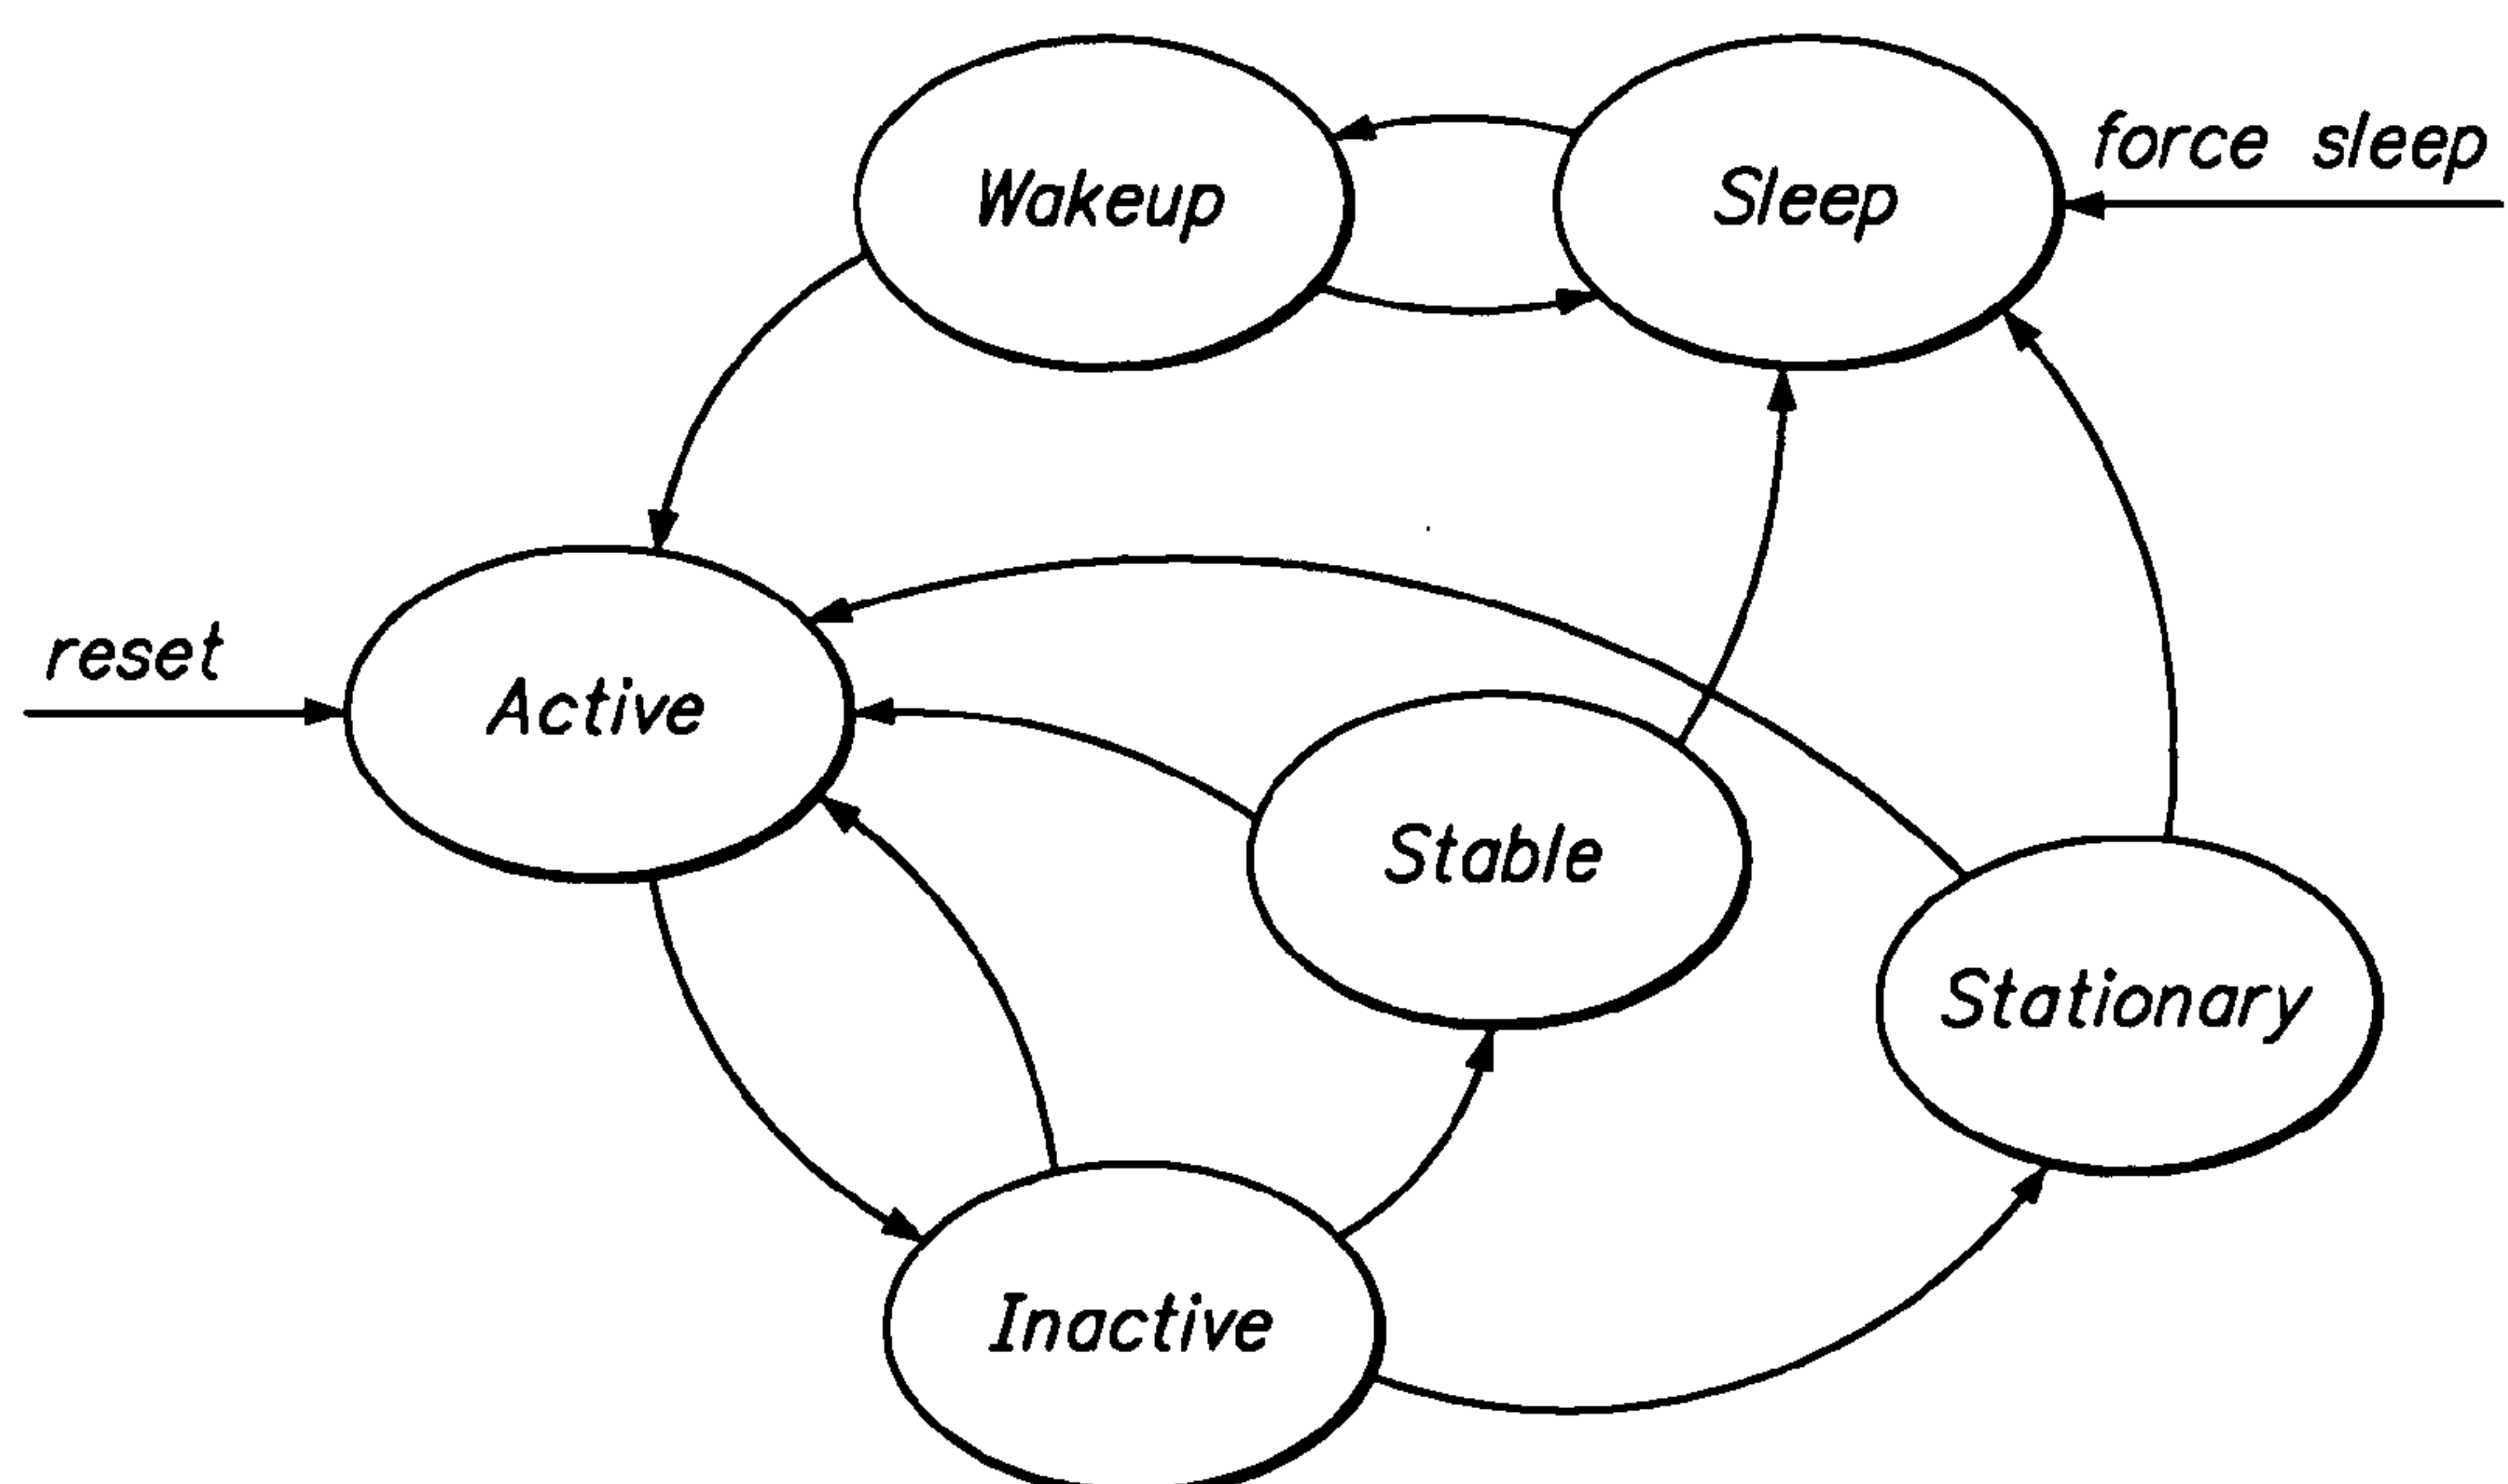 force sleep
Wakeup
Sleep
reset
Active
Stable
Stationary
Inactive